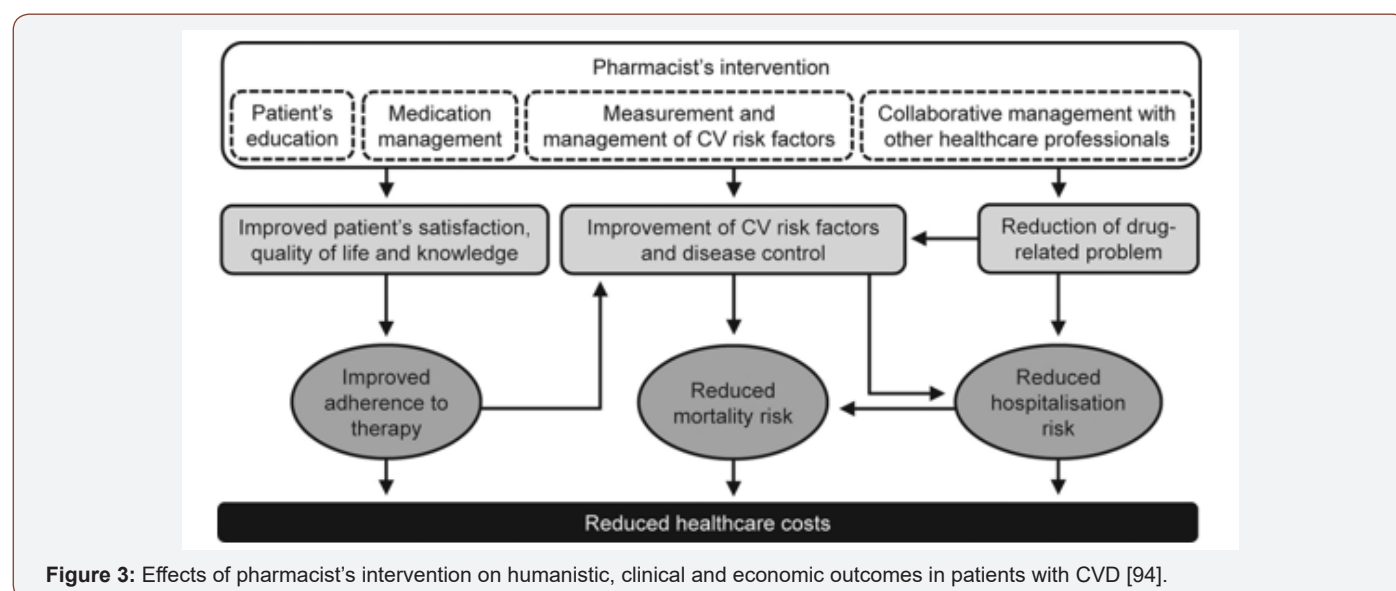 Pharmacist's intervention
Patient's
education
Medication
management
Measurement and
management of CV risk factors
Collaborative management with
other healthcare professionals
Improved patient's satisfaction,
quality of life and knowledge
Improvement of CV risk factors
and disease control
Reduction of drug-
related problem
Improved
adherence to
therapy
Reduced
mortality risk
Reduced
hospitalisation
risk
Reduced healthcare costs
Figure 3: Effects of pharmacist's intervention on humanistic, clinical and economic outcomes in patients with CVD [94].